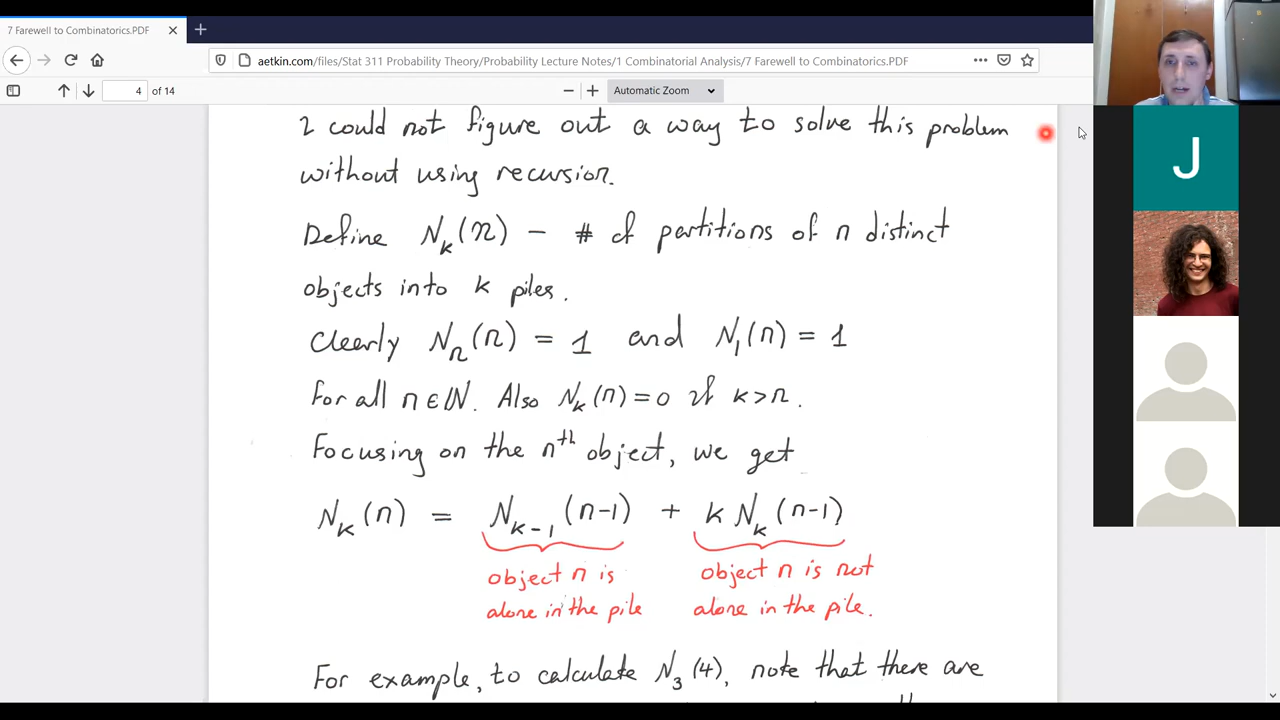 7 Farewell to Combinatorics.PDF
aetkin.com/files/Stat 311 Probability Theory/Probability Lecture Notes/1 Combinatorial Analysis/7 Farewell to Combinatorics.PDF
4 of 14
Automatic Zoom
I could not figure out a way to solve this problem
without using recursion.
Define N_k(n) – # of partitions of n distinct
objects into k piles.
Clearly N_n(n) = 1 and N_1(n) = 1
for all n ∈ ℕ. Also N_k(n) = 0 if k > n.
Focusing on the n^th object, we get
N_k(n) = N_{k-1}(n-1) + k N_k(n-1)
object n is
alone in the pile
object n is not
alone in the pile.
For example, to calculate N_3(4), note that there are
J